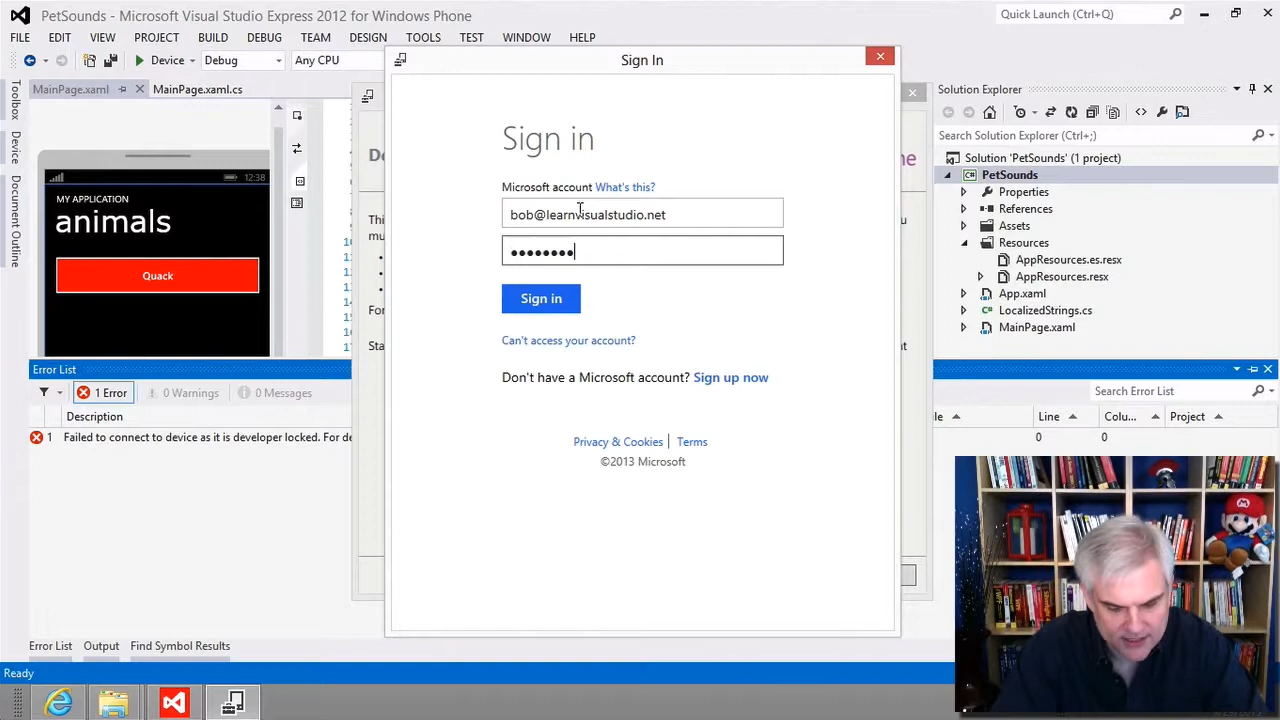 PetSounds - Microsoft Visual Studio Express 2012 for Windows Phone
Quick Launch (Ctrl+Q)
FILE EDIT VIEW PROJECT BUILD DEBUG TEAM DESIGN TOOLS TEST WINDOW HELP
Device Debug Any CPU
Sign In
MainPage.xaml MainPage.xaml.cs
Toolbox
Device
Document Outline
12:38
MY APPLICATION
animals
Quack
Sign in
Microsoft account What's this?
bob@learnvisualstudio.net
••••••••
Sign in
Can't access your account?
Don't have a Microsoft account? Sign up now
Privacy & Cookies Terms
©2013 Microsoft
Solution Explorer
Search Solution Explorer (Ctrl+;)
Solution 'PetSounds' (1 project)
PetSounds
Properties
References
Assets
Resources
AppResources.es.resx
AppResources.resx
App.xaml
LocalizedStrings.cs
MainPage.xaml
Error List
1 Error 0 Warnings 0 Messages
Search Error List
Description
Line Colu... Project
1 Failed to connect to device as it is developer locked. For de
0 0
Error List Output Find Symbol Results
Ready